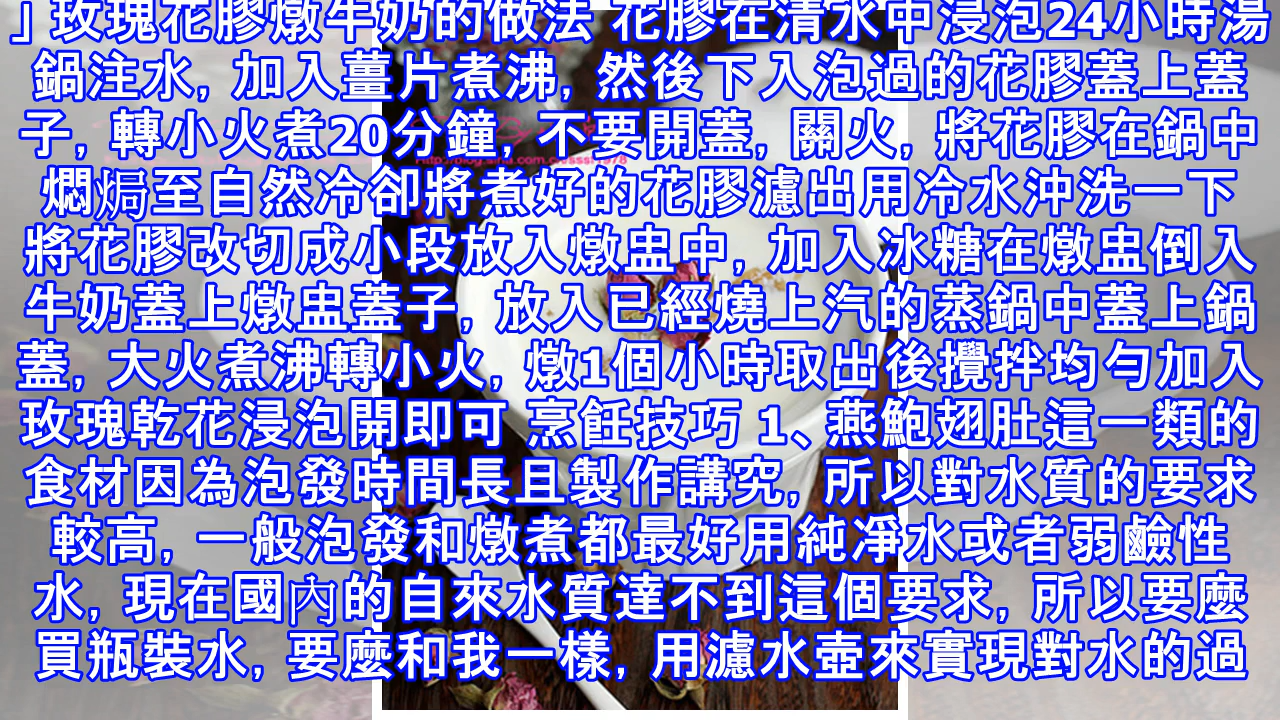 」玫瑰花膠燉牛奶的做法 花膠在清水中浸泡24小時湯
鍋注水, 加入薑片煮沸, 然後下入泡過的花膠蓋上蓋
子, 轉小火煮20分鐘, 不要開蓋, 關火, 將花膠在鍋中
燜焗至自然冷卻將煮好的花膠濾出用冷水沖洗一下
將花膠改切成小段放入燉盅中, 加入冰糖在燉盅倒入
牛奶蓋上燉盅蓋子, 放入已經燒上汽的蒸鍋中蓋上鍋
蓋, 大火煮沸轉小火, 燉1個小時取出後攪拌均勻加入
玫瑰乾花浸泡開即可 烹飪技巧 1、燕鮑翅肚這一類的
食材因為泡發時間長且製作講究, 所以對水質的要求
較高, 一般泡發和燉煮都最好用純凈水或者弱鹼性
水, 現在國內的自來水質達不到這個要求, 所以要麼
買瓶裝水, 要麼和我一樣, 用濾水壺來實現對水的過